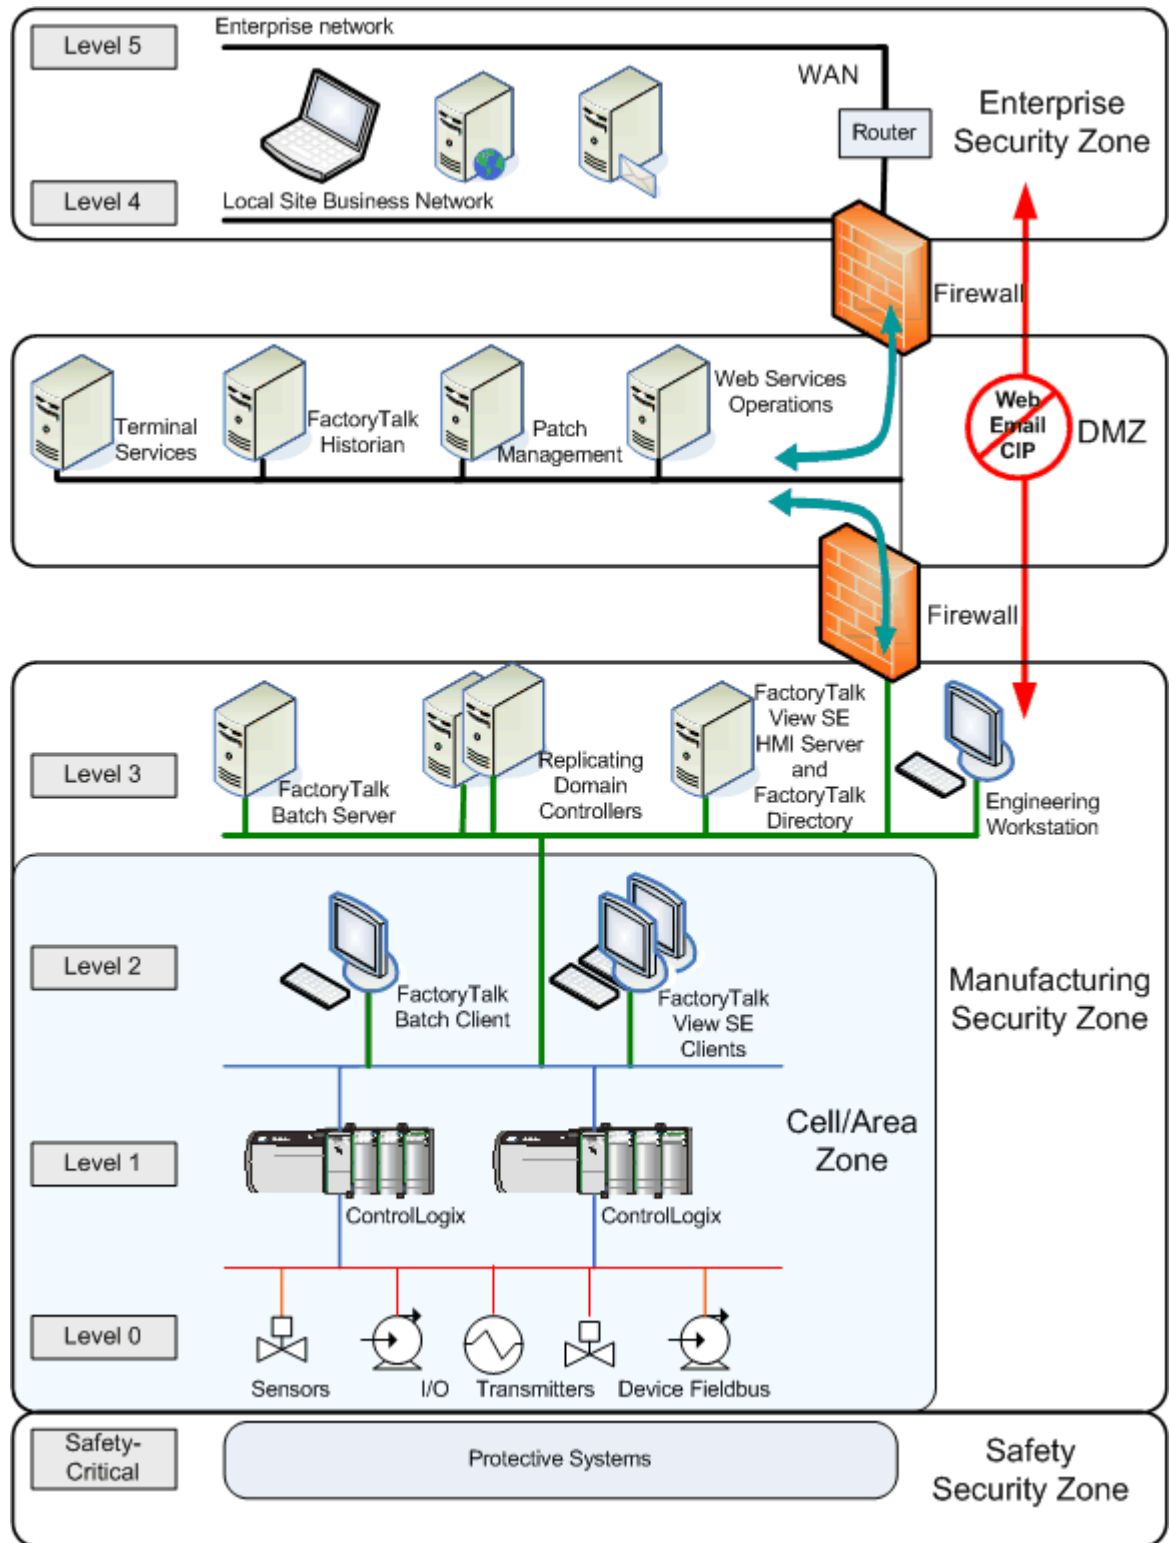 Level 5
Enterprise network
WAN
Router
Enterprise
Security Zone
Level 4
Local Site Business Network
Firewall
Terminal
Services
FactoryTalk
Historian
Patch
Management
Web Services
Operations
Web
Email
CIP
DMZ
Firewall
Level 3
FactoryTalk
Batch Server
Replicating
Domain
Controllers
FactoryTalk
View SE
HMI Server
and
FactoryTalk
Directory
Engineering
Workstation
Level 2
FactoryTalk
Batch Client
FactoryTalk
View SE
Clients
Manufacturing
Security Zone
Level 1
ControlLogix
ControlLogix
Cell/Area
Zone
Level 0
Sensors
I/O
Transmitters
Device Fieldbus
Safety-
Critical
Protective Systems
Safety
Security Zone